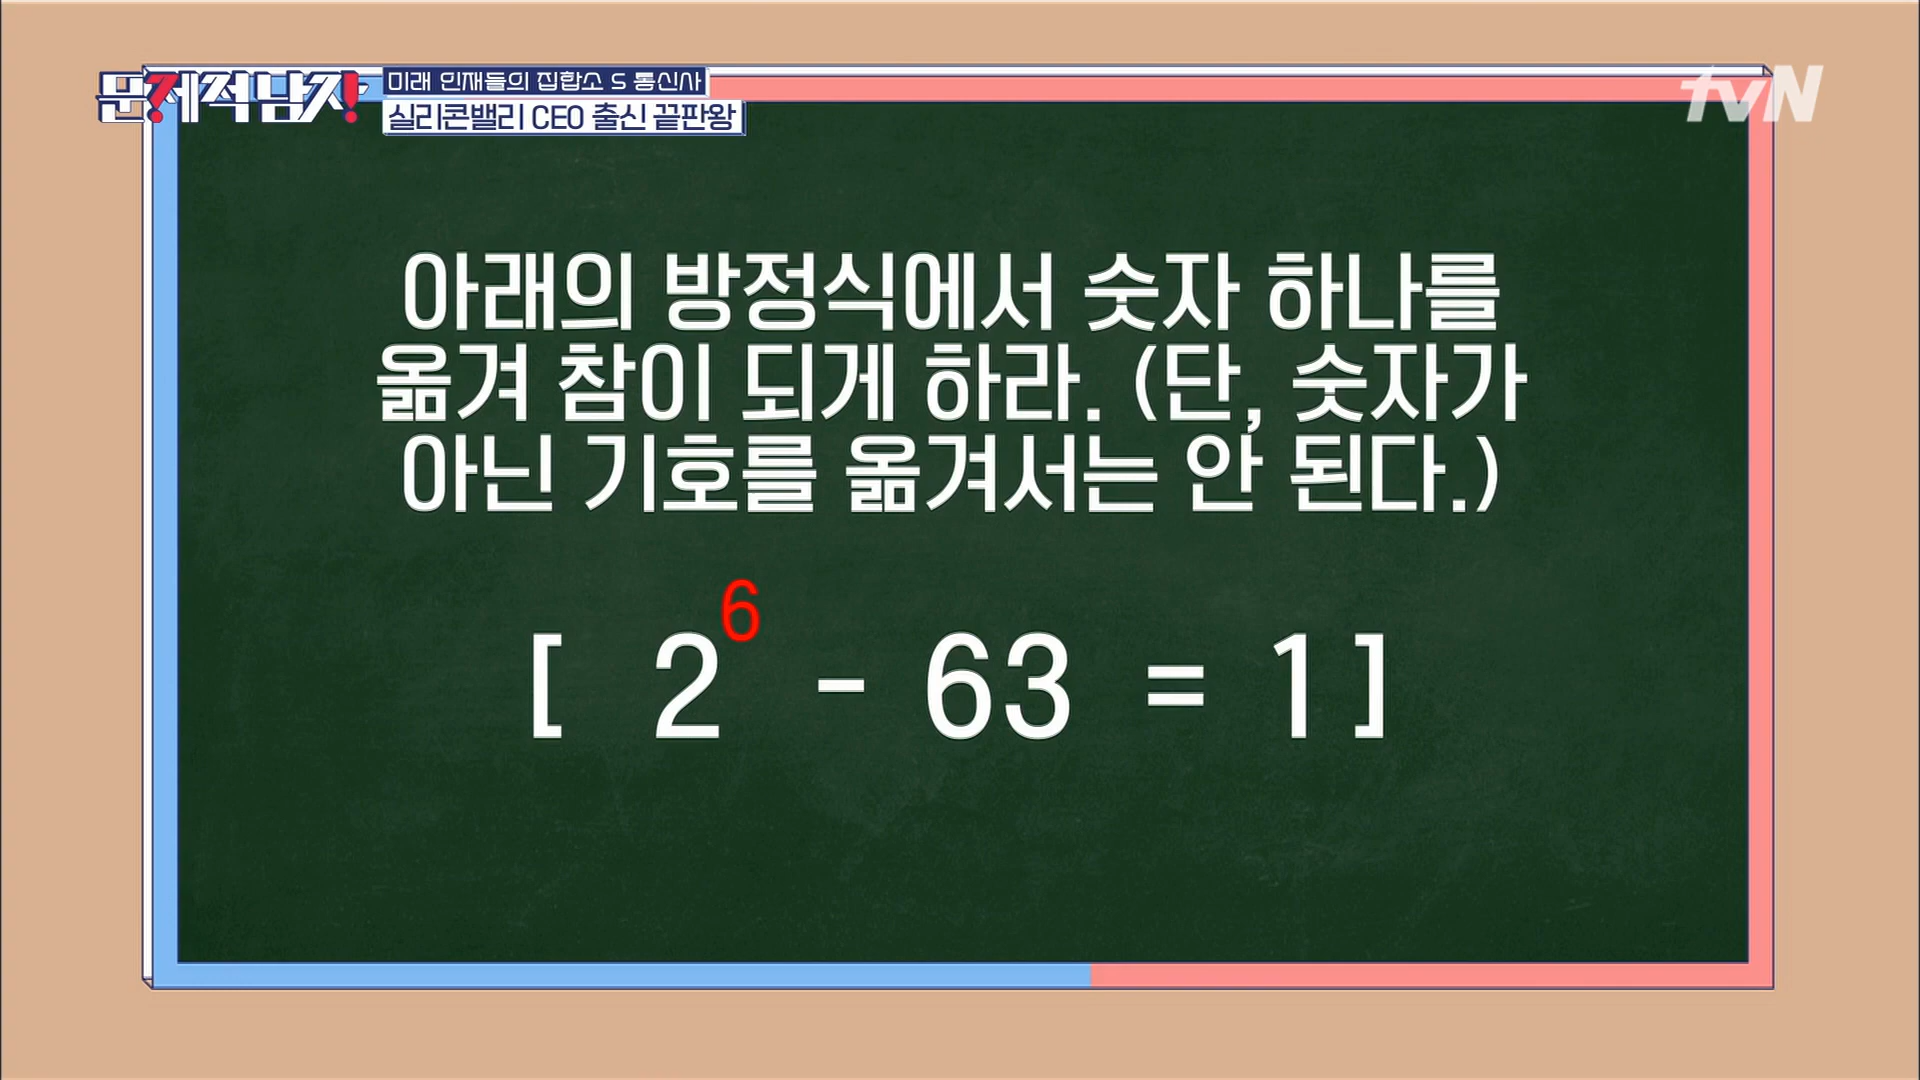 문제적남자
미래 인재들의 집합소 S 통신사
실리콘밸리 CEO 출신 끝판왕
tvN
아래의 방정식에서 숫자 하나를
옮겨 참이 되게 하라. (단, 숫자가
아닌 기호를 옮겨서는 안 된다.)
[ 2⁶ - 63 = 1 ]